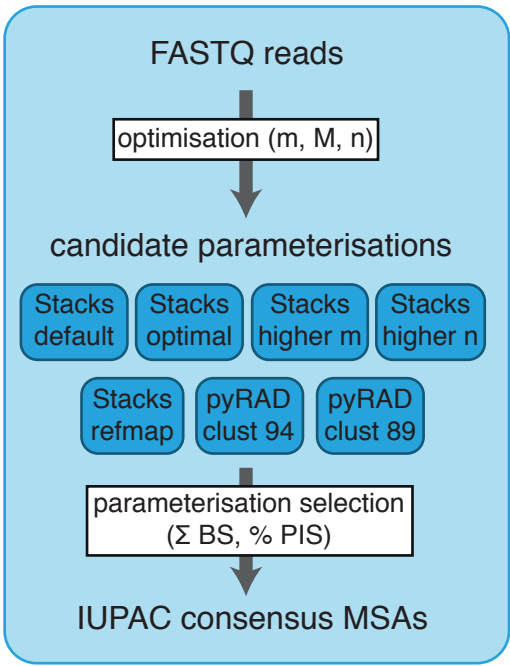 FASTQ reads
optimisation (m, M, n)
candidate parameterisations
Stacks default
Stacks optimal
Stacks higher m
Stacks higher n
Stacks refmap
pyRAD clust 94
pyRAD clust 89
parameterisation selection
(Σ BS, % PIS)
IUPAC consensus MSAs